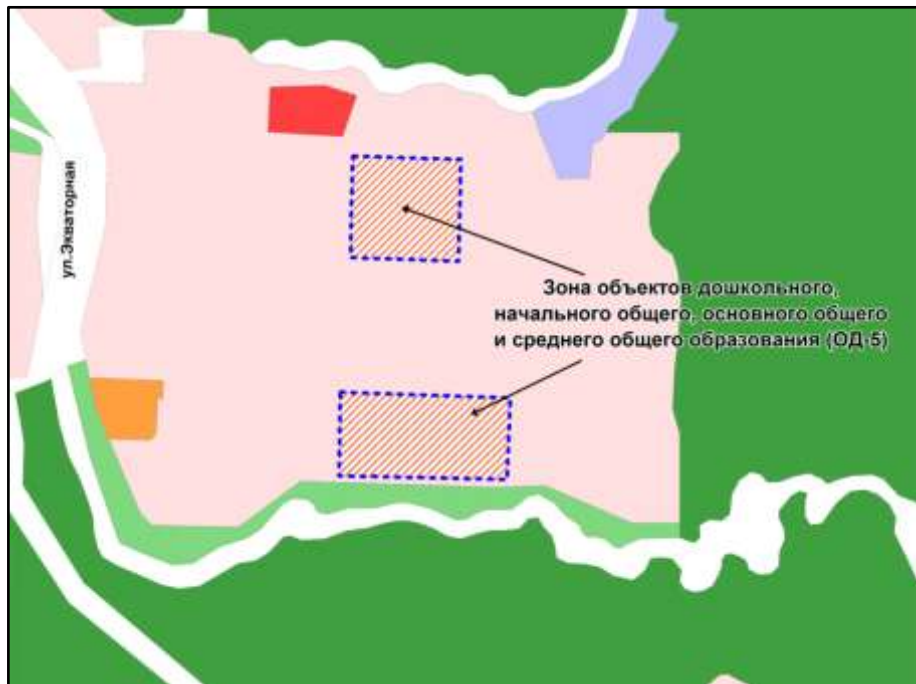 ул.Экваторная
Зона объектов дошкольного,
начального общего, основного общего
и среднего общего образования (ОД-5)